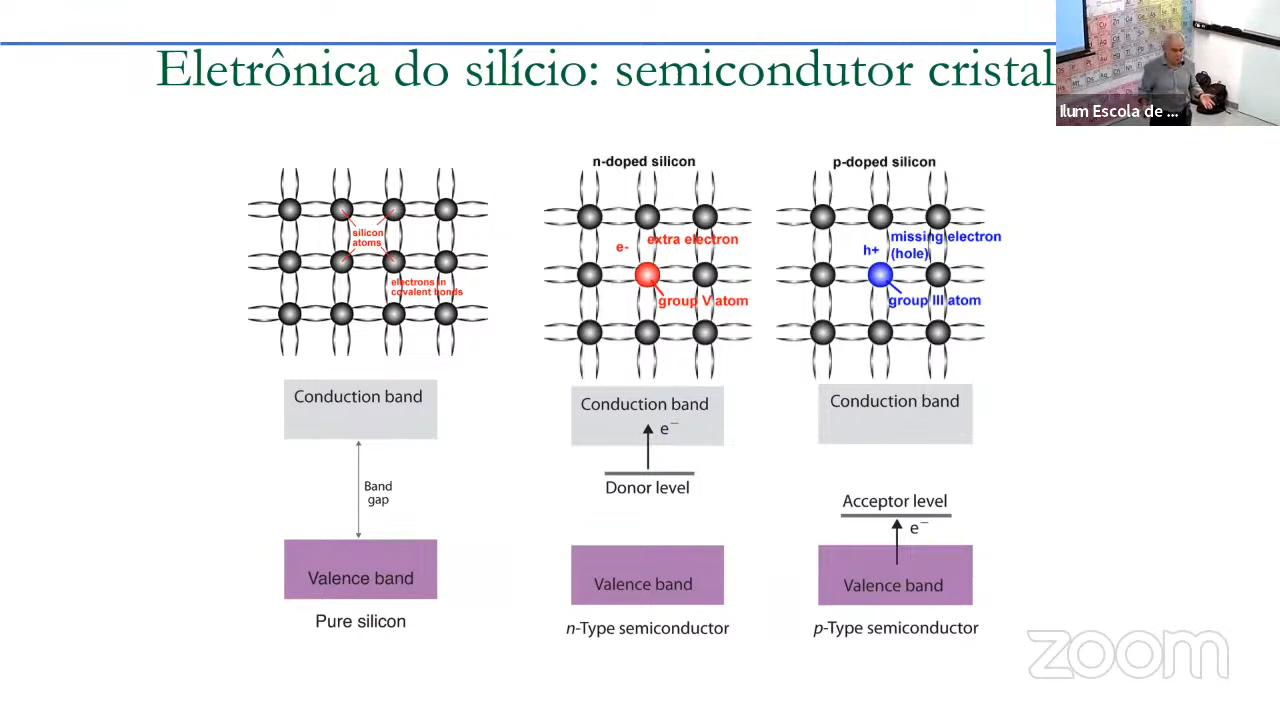 Eletrônica do silício: semicondutor cristal
Ilum Escola de ...
silicon
atoms
electrons in
covalent bonds
n-doped silicon
e-
extra electron
group V atom
p-doped silicon
missing electron
(hole)
h+
group III atom
Conduction band
Band
gap
Valence band
Pure silicon
Conduction band
e⁻
Donor level
Valence band
n-Type semiconductor
Conduction band
Acceptor level
e⁻
Valence band
p-Type semiconductor
zoom